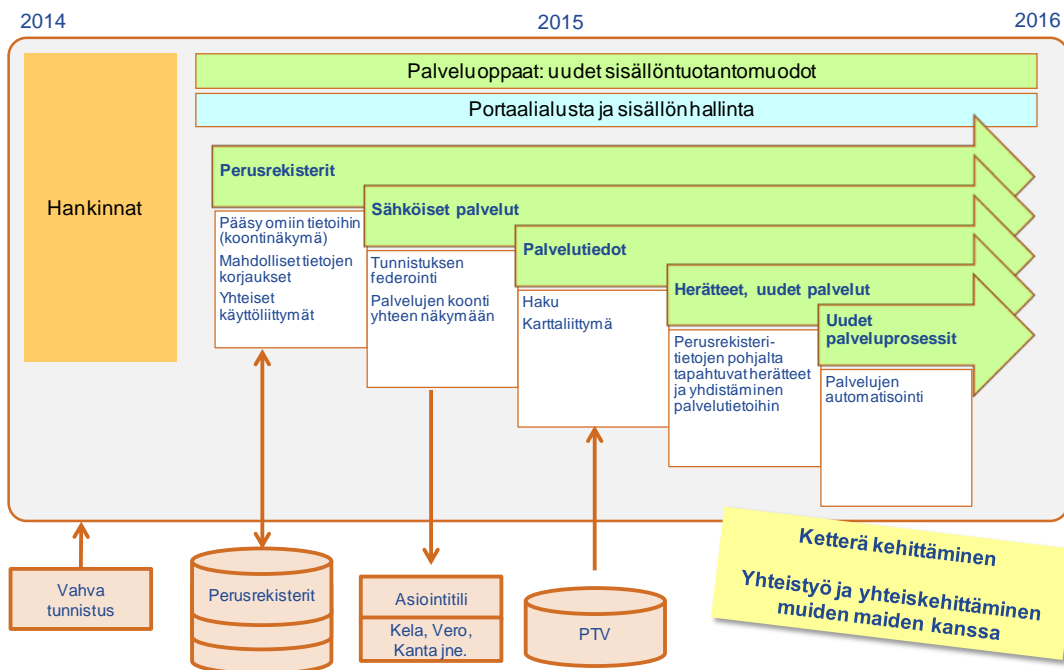 2014
2015
2016
Palveluoppaat: uudet sisällöntuotantomuodot
Portaalialusta ja sisällönhallinta
Hankinnat
Perusrekisterit
Pääsy omiin tietoihin
(koontinäkymä)
Mahdolliset tietojen
korjaukset
Yhteiset
käyttöliittymät
Sähköiset palvelut
Tunnistuksen
federointi
Palvelujen koonti
yhteen näkymään
Palvelutiedot
Haku
Karttaliittymä
Herätteet, uudet palvelut
Perusrekisteri-
tietojen pohjalta
tapahtuvat herätteet
ja yhdistäminen
palvelutietoihin
Uudet
palveluprosessit
Palvelujen
automatisointi
Vahva
tunnistus
Perusrekisterit
Asiointitili
Kela, Vero,
Kanta jne.
PTV
Ketterä kehittäminen
Yhteistyö ja yhteiskehittäminen
muiden maiden kanssa